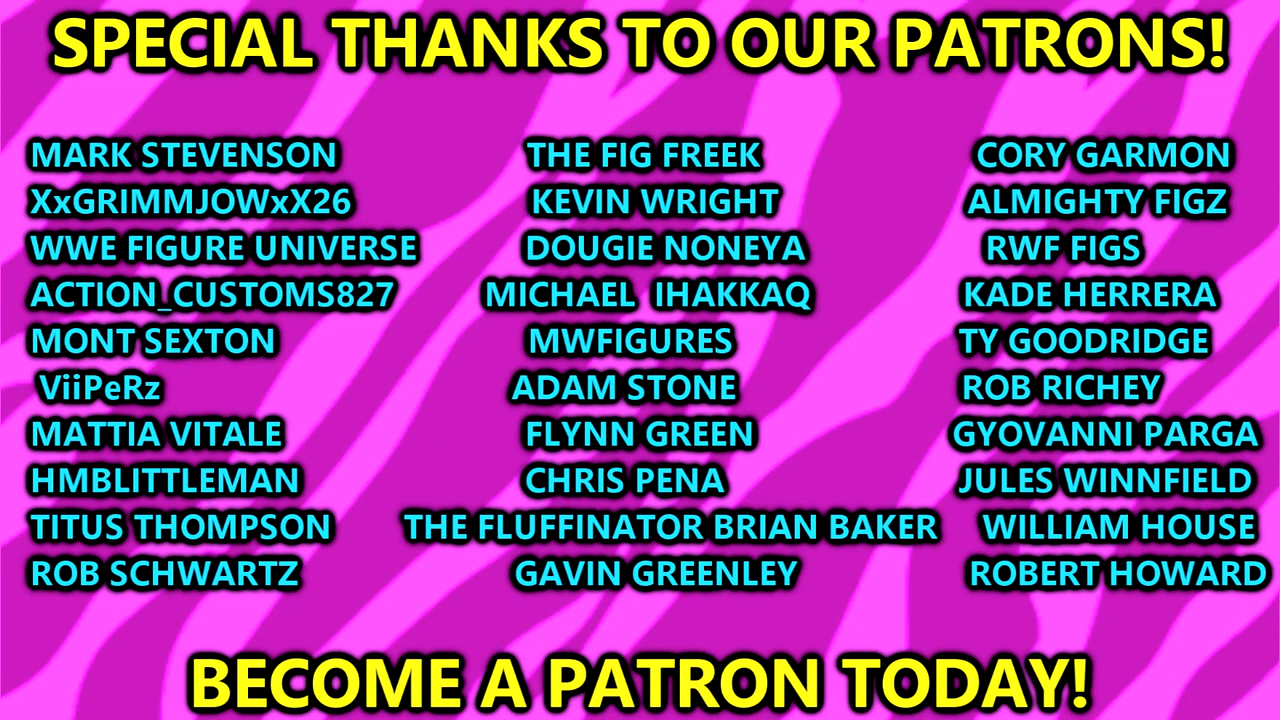 SPECIAL THANKS TO OUR PATRONS!
MARK STEVENSON THE FIG FREEK CORY GARMON
XxGRIMMJOWxX26 KEVIN WRIGHT ALMIGHTY FIGZ
WWE FIGURE UNIVERSE DOUGIE NONEYA RWF FIGS
ACTION_CUSTOMS827 MICHAEL IHAKKAQ KADE HERRERA
MONT SEXTON MWFIGURES TY GOODRIDGE
ViiPeRz ADAM STONE ROB RICHEY
MATTIA VITALE FLYNN GREEN GYOVANNI PARGA
HMBLITTLEMAN CHRIS PENA JULES WINNFIELD
TITUS THOMPSON THE FLUFFINATOR BRIAN BAKER WILLIAM HOUSE
ROB SCHWARTZ GAVIN GREENLEY ROBERT HOWARD
BECOME A PATRON TODAY!